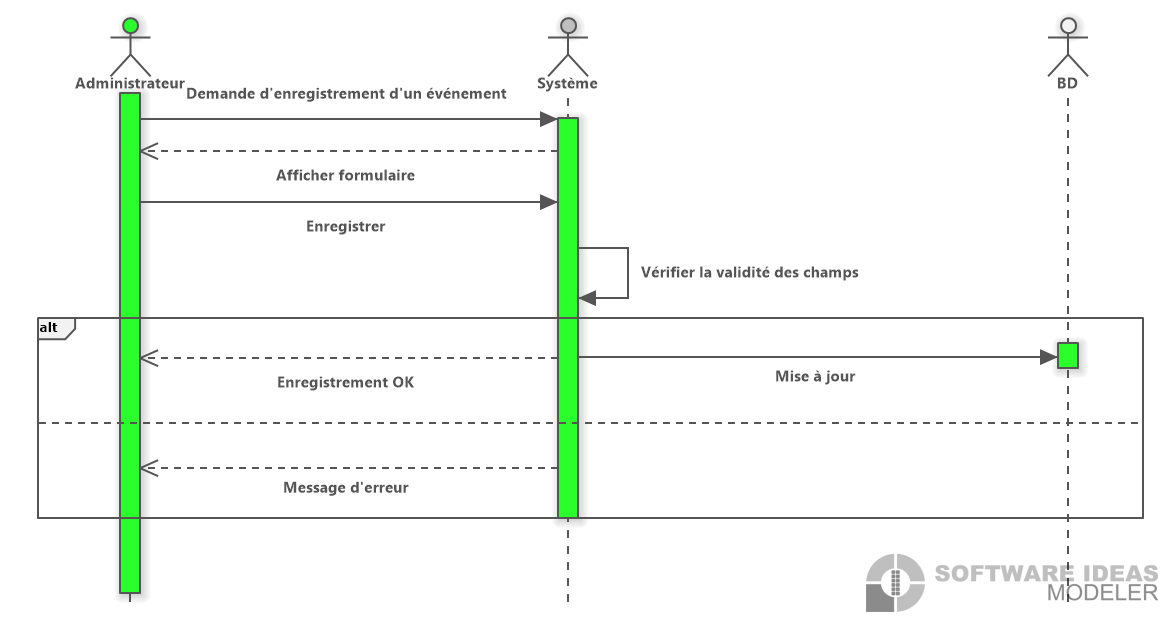 Administrateur
Système
BD
Demande d'enregistrement d'un événement
Afficher formulaire
Enregistrer
Vérifier la validité des champs
alt
Enregistrement OK
Mise à jour
Message d'erreur
SOFTWARE IDEAS
MODELER